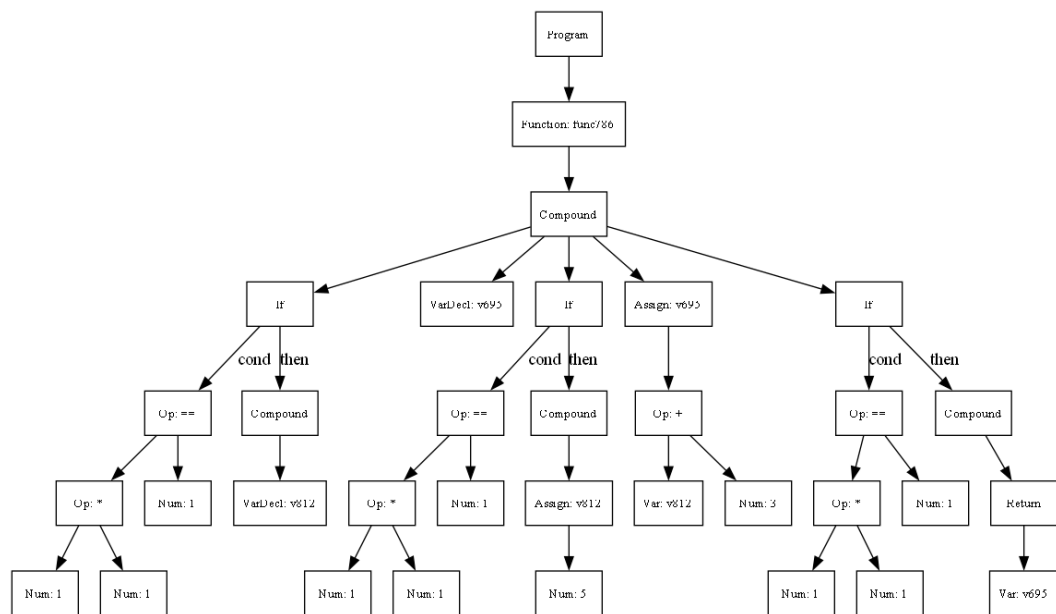 Program
Function: func786
Compound
If
VarDecl: v695
If
Assign: v695
If
cond
then
cond
then
cond
then
Op: ==
Compound
Op: ==
Compound
Op: +
Op: ==
Compound
Op: *
Num: 1
VarDecl: v812
Op: *
Num: 1
Assign: v812
Var: v812
Num: 3
Op: *
Num: 1
Return
Num: 1
Num: 1
Num: 1
Num: 1
Num: 5
Num: 1
Num: 1
Var: v695